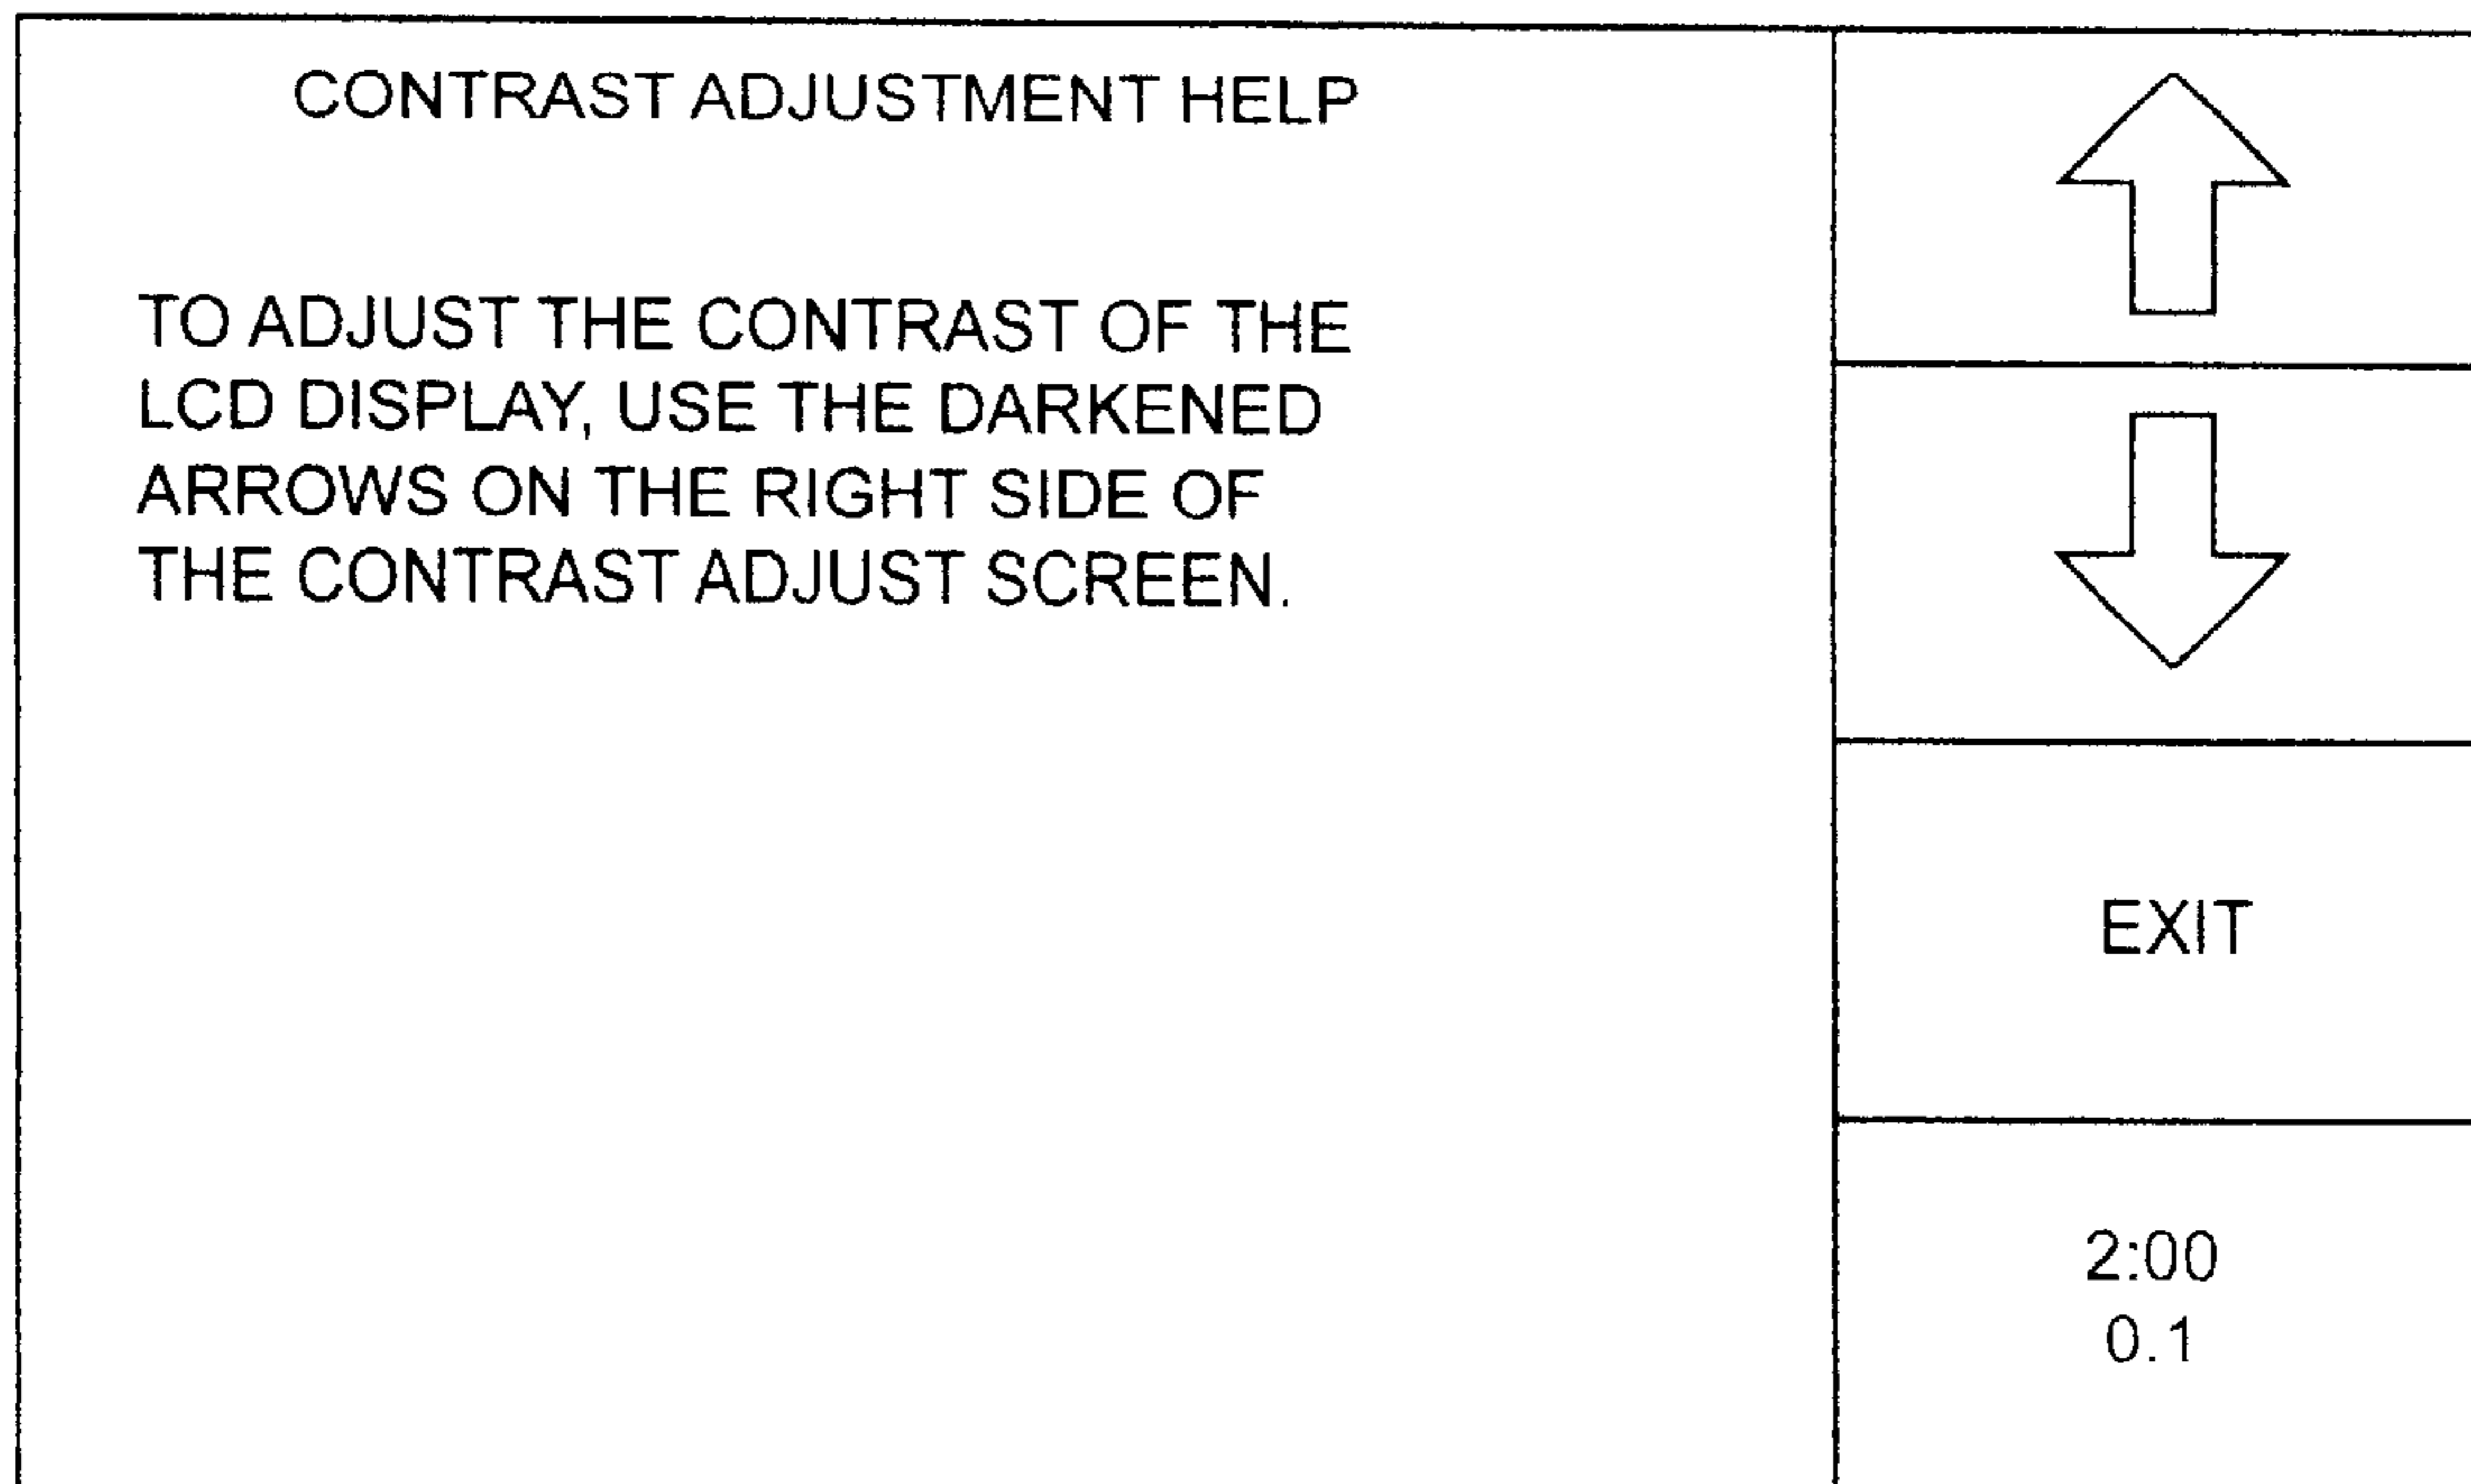 CONTRAST ADJUSTMENT HELP
TO ADJUST THE CONTRAST OF THE
LCD DISPLAY, USE THE DARKENED
ARROWS ON THE RIGHT SIDE OF
THE CONTRAST ADJUST SCREEN.
EXIT
2:00
0.1